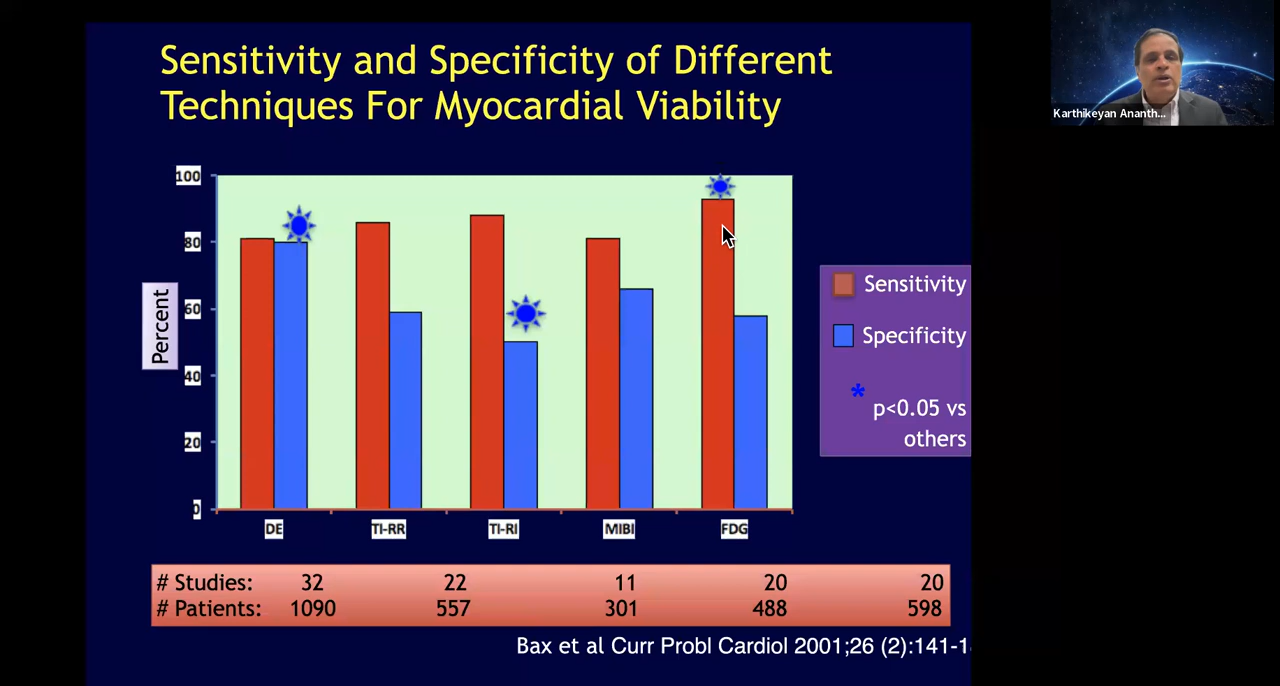 Sensitivity and Specificity of Different
Techniques For Myocardial Viability
Karthikeyan Ananth...
100
80
60
40
20
0
Percent
DE TI-RR TI-RI MIBI FDG
Sensitivity
Specificity
* p<0.05 vs
others
# Studies: 32 22 11 20 20
# Patients: 1090 557 301 488 598
Bax et al Curr Probl Cardiol 2001;26 (2):141-1